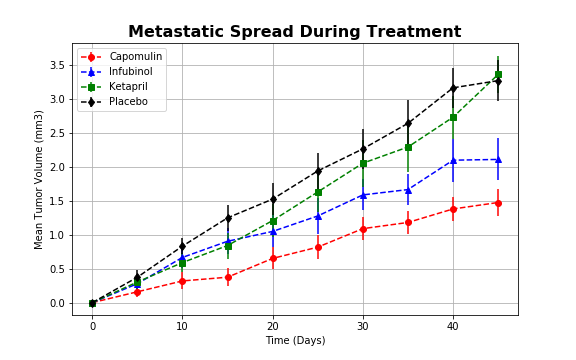 Metastatic Spread During Treatment
Capomulin
Infubinol
Ketapril
Placebo
Mean Tumor Volume (mm3)
3.5
3.0
2.5
2.0
1.5
1.0
0.5
0.0
0 10 20 30 40
Time (Days)